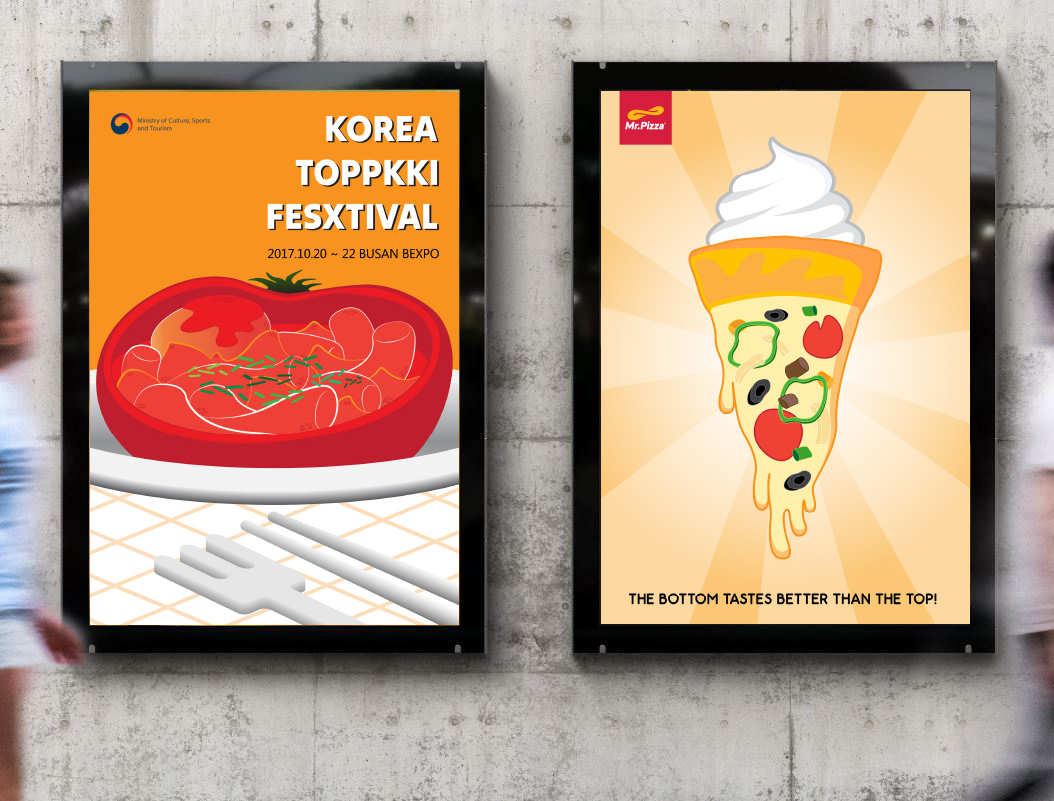 Ministry of Culture, Sports
and Tourism
KOREA
TOPPKKI
FESXTIVAL
2017.10.20 ~ 22 BUSAN BEXPO
Mr.Pizza
THE BOTTOM TASTES BETTER THAN THE TOP!